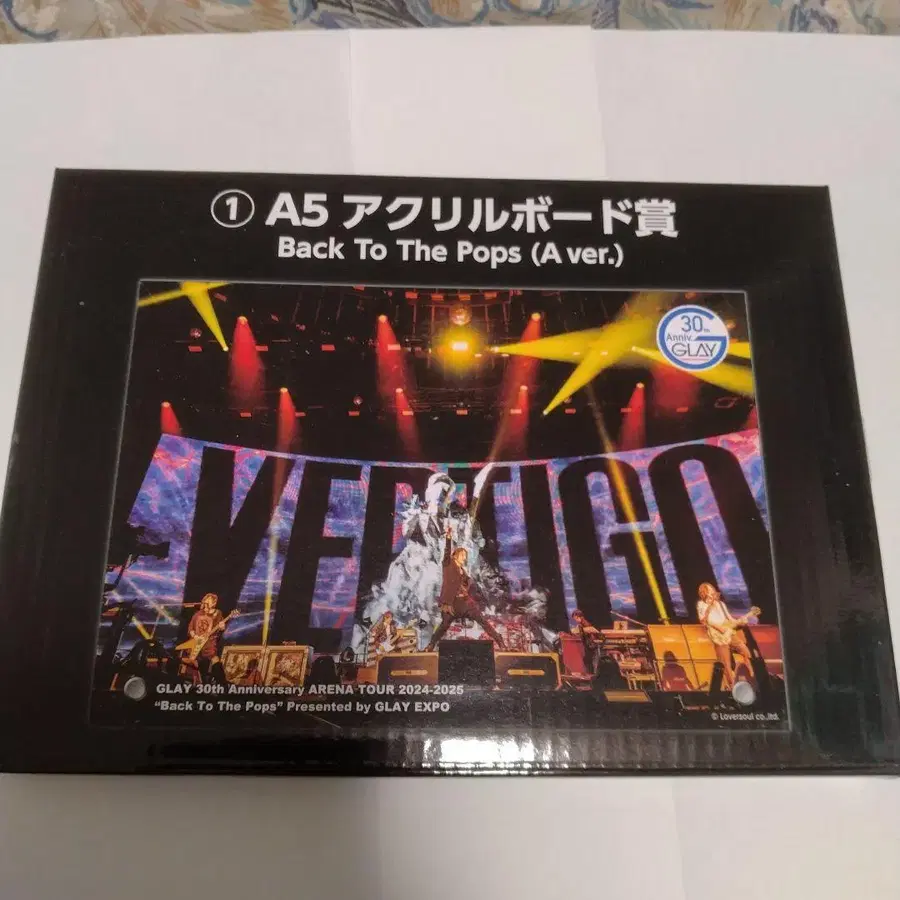 ① A5 アクリルボード賞
Back To The Pops (A ver.)
30th
Anniv.
GLAY
VERTIGO
GLAY 30th Anniversary ARENA TOUR 2024-2025
“Back To The Pops” Presented by GLAY EXPO
© Loversoul co.,ltd.